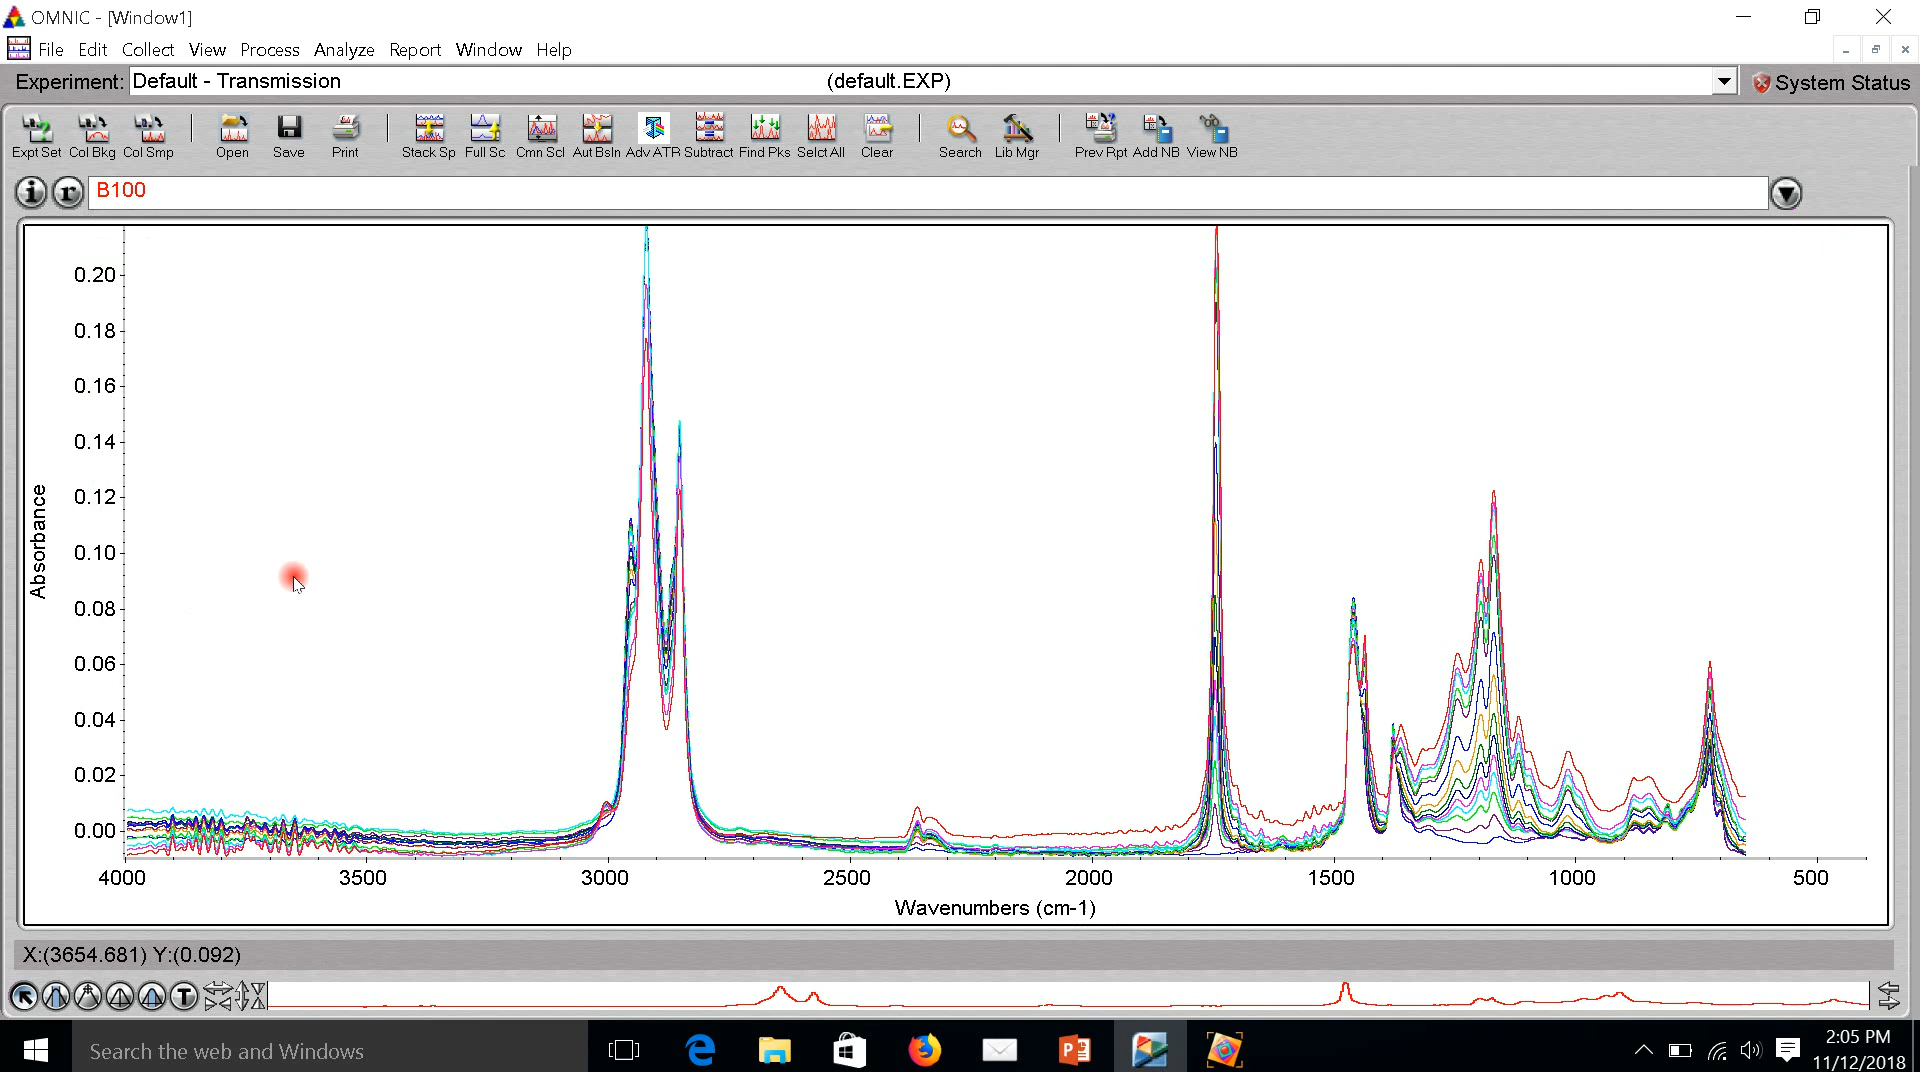 OMNIC - [Window1]
File Edit Collect View Process Analyze Report Window Help
Experiment: Default - Transmission (default.EXP) System Status
Expt Set Col Bkg Col Smp Open Save Print Stack Sp Full Sc Cmn Scl Aut Bsln Adv ATR Subtract Find Pks Selct All Clear Search Lib Mgr Prev Rpt Add NB View NB
i r B100
0.20
0.18
0.16
0.14
0.12
0.10
0.08
0.06
0.04
0.02
0.00
Absorbance
4000 3500 3000 2500 2000 1500 1000 500
Wavenumbers (cm-1)
X:(3654.681) Y:(0.092)
T
Search the web and Windows
2:05 PM
11/12/2018